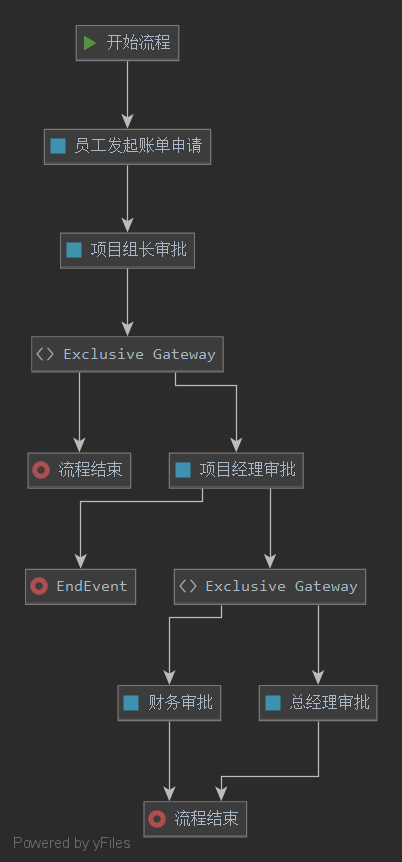 开始流程
员工发起账单申请
项目组长审批
Exclusive Gateway
流程结束
项目经理审批
EndEvent
Exclusive Gateway
财务审批
总经理审批
流程结束
Powered by yFiles